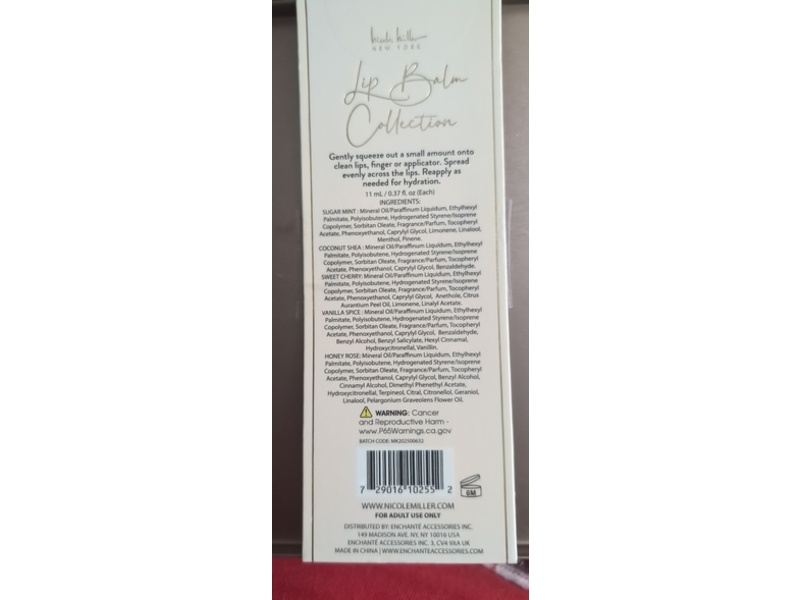 nicole miller
NEW YORK
Lip Balm
Collection
Gently squeeze out a small amount onto
clean lips, finger or applicator. Spread
evenly across the lips. Reapply as
needed for hydration.
11 mL / 0.37 fl. oz (Each)
INGREDIENTS:
SUGAR MINT : Mineral Oil/Paraffinum Liquidum, Ethylhexyl
Palmitate, Polyisobutene, Hydrogenated Styrene/Isoprene
Copolymer, Sorbitan Oleate, Fragrance/Parfum, Tocopheryl
Acetate, Phenoxyethanol, Caprylyl Glycol, Limonene, Linalool,
Menthol, Pinene.
COCONUT SHEA : Mineral Oil/Paraffinum Liquidum, Ethylhexyl
Palmitate, Polyisobutene, Hydrogenated Styrene/Isoprene
Copolymer, Sorbitan Oleate, Fragrance/Parfum, Tocopheryl
Acetate, Phenoxyethanol, Caprylyl Glycol, Benzaldehyde.
SWEET CHERRY: Mineral Oil/Paraffinum Liquidum, Ethylhexyl
Palmitate, Polyisobutene, Hydrogenated Styrene/Isoprene
Copolymer, Sorbitan Oleate, Fragrance/Parfum, Tocopheryl
Acetate, Phenoxyethanol, Caprylyl Glycol, Anethole, Citrus
Aurantium Peel Oil, Limonene, Linalyl Acetate.
VANILLA SPICE : Mineral Oil/Paraffinum Liquidum, Ethylhexyl
Palmitate, Polyisobutene, Hydrogenated Styrene/Isoprene
Copolymer, Sorbitan Oleate, Fragrance/Parfum, Tocopheryl
Acetate, Phenoxyethanol, Caprylyl Glycol, Benzaldehyde,
Benzyl Alcohol, Benzyl Salicylate, Hexyl Cinnamal,
Hydroxycitronellal, Vanillin.
HONEY ROSE: Mineral Oil/Paraffinum Liquidum, Ethylhexyl
Palmitate, Polyisobutene, Hydrogenated Styrene/Isoprene
Copolymer, Sorbitan Oleate, Fragrance/Parfum, Tocopheryl
Acetate, Phenoxyethanol, Caprylyl Glycol, Benzyl Alcohol,
Cinnamyl Alcohol, Dimethyl Phenethyl Acetate,
Hydroxycitronellal, Terpineol, Citral, Citronellol, Geraniol,
Linalool, Pelargonium Graveolens Flower Oil.
WARNING: Cancer
and Reproductive Harm -
www.P65Warnings.ca.gov
BATCH CODE: MK202500632
7 29016 10255 2
6M
WWW.NICOLEMILLER.COM
FOR ADULT USE ONLY
DISTRIBUTED BY: ENCHANTÉ ACCESSORIES INC.
149 MADISON AVE. NY, NY 10016 USA
ENCHANTÉ ACCESSORIES INC. 3, CV4 9XA UK
MADE IN CHINA | WWW.ENCHANTEACCESSORIES.COM